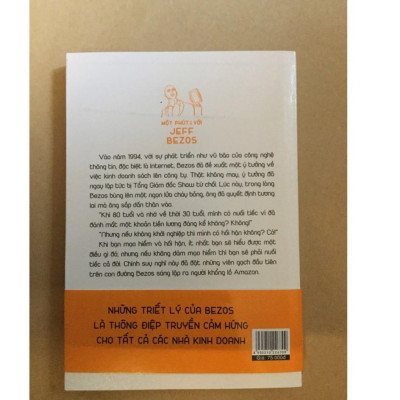 MỘT PHÚT HỎI
JEFF
BEZOS
Vào năm 1994, với sự phát triển như vũ bão của công nghệ
thông tin, đặc biệt là Internet, Bezos đã đề xuất một ý tưởng về
việc kinh doanh sách lên công ty. Thật không may, ý tưởng đó
ngay lập tức bị Tổng Giám đốc Shaw từ chối. Lúc này, trong lòng
Bezos bùng lên một ngọn lửa cháy bỏng, ông quyết định tương
lai mà ông sắp dấn thân vào.
"Khi 80 tuổi và nhớ về thời 30 tuổi, mình có nuối tiếc vì đã
đánh mất một khoản tiền lương đáng kể không? Không!"
"Nhưng nếu không khởi nghiệp thì mình có hối hận không? Có!"
Khi bạn mạo hiểm và hối hận, ít nhất bạn sẽ hiểu được một
điều gì đó, nhưng nếu không dám mạo hiểm thì bạn sẽ phải nuối
tiếc cả đời. Chính suy nghĩ này đã đặt những viên gạch đầu tiên
trên con đường Bezos sáng lập ra người khổng lồ Amazon.
NHỮNG TRIẾT LÝ CỦA BEZOS
LÀ THÔNG ĐIỆP TRUYỀN CẢM HỨNG
CHO TẤT CẢ CÁC NHÀ KINH DOANH
Giá: 75.000đ